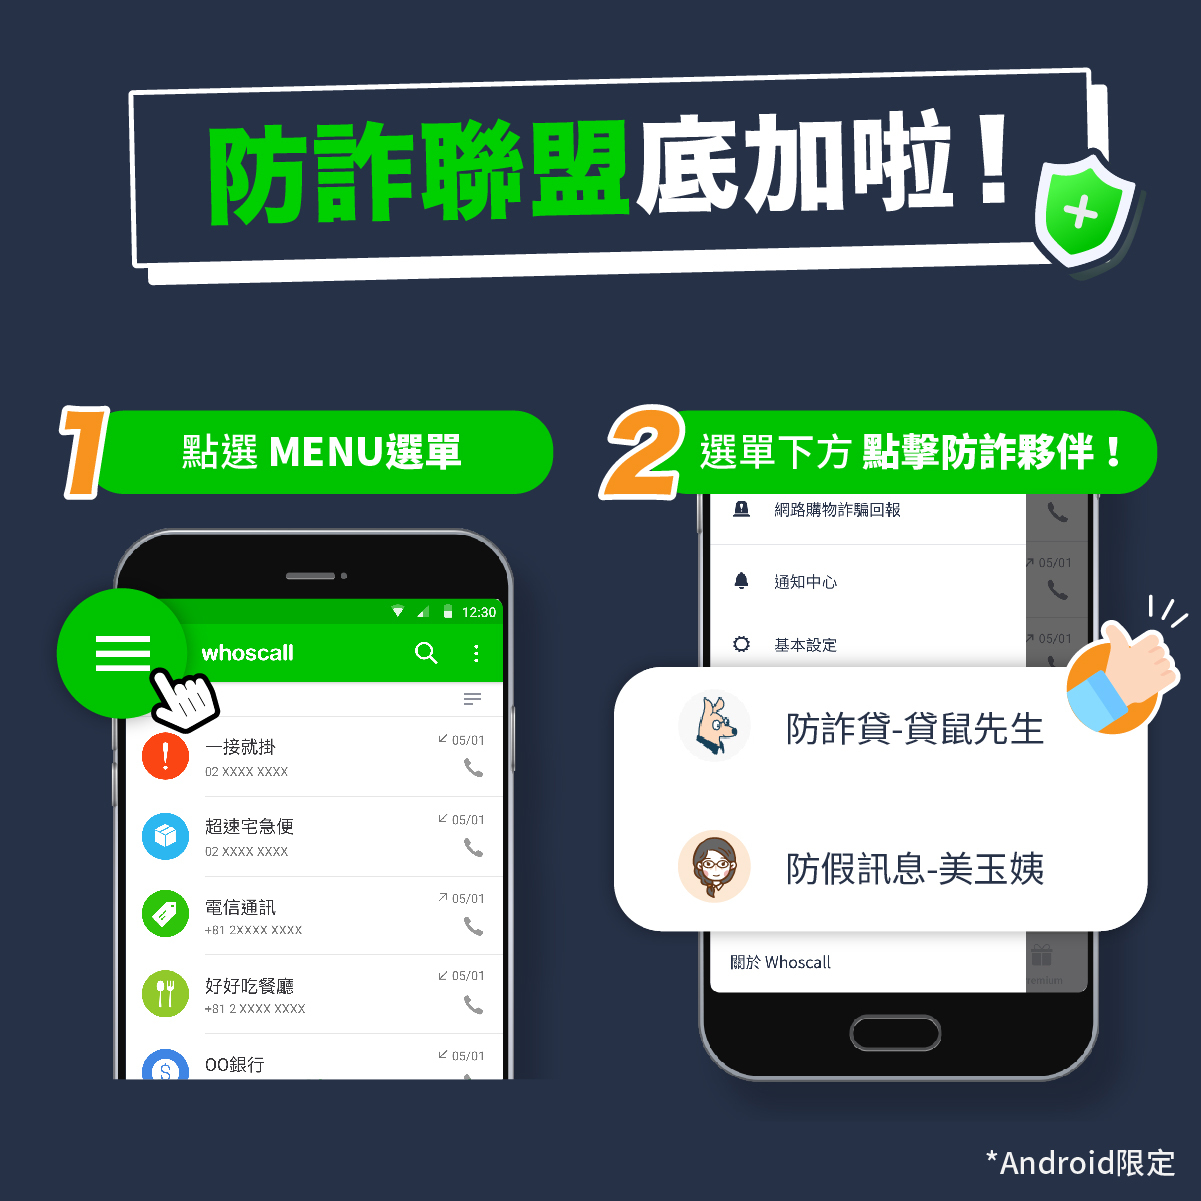 防詐聯盟底加啦！
1
點選 MENU選單
12:30
whoscall
一接就掛
05/01
02 XXXX XXXX
超速宅急便
05/01
02 XXXX XXXX
電信通訊
05/01
+81 2XXXX XXXX
好好吃餐廳
05/01
+81 2 XXXX XXXX
OO銀行
05/01
2
選單下方 點擊防詐夥伴！
網路購物詐騙回報
05/01
通知中心
05/01
基本設定
防詐貸-貸鼠先生
防假訊息-美玉姨
關於 Whoscall
*Android限定